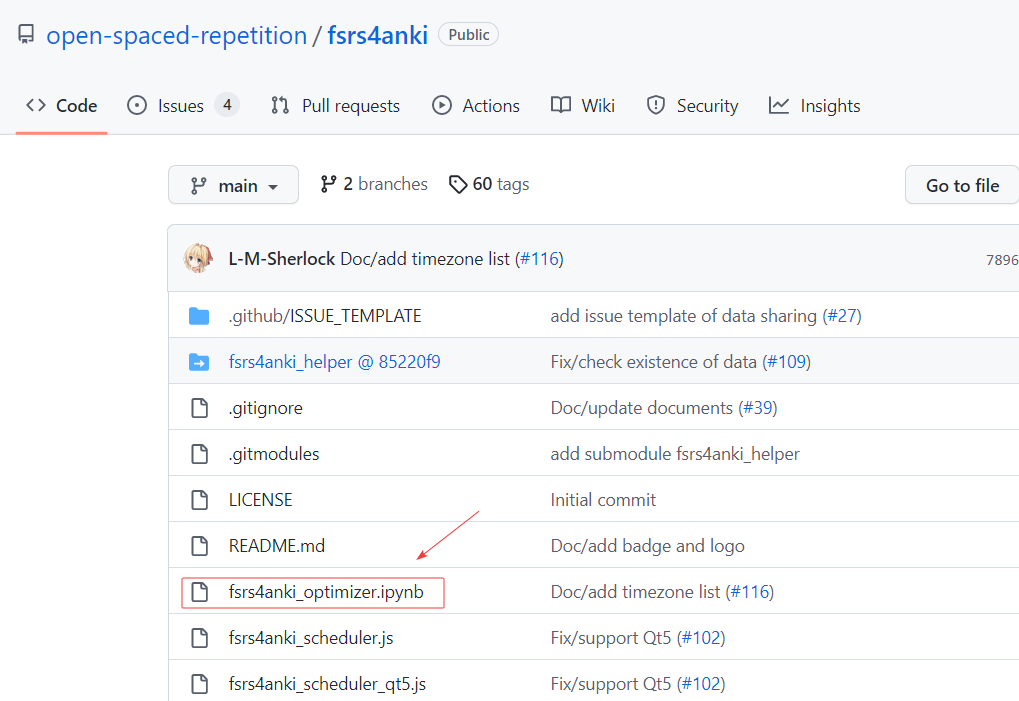 open-spaced-repetition / fsrs4anki Public
Code Issues 4 Pull requests Actions Wiki Security Insights
main 2 branches 60 tags Go to file
L-M-Sherlock Doc/add timezone list (#116) 7896
.github/ISSUE_TEMPLATE add issue template of data sharing (#27)
fsrs4anki_helper @ 85220f9 Fix/check existence of data (#109)
.gitignore Doc/update documents (#39)
.gitmodules add submodule fsrs4anki_helper
LICENSE Initial commit
README.md Doc/add badge and logo
fsrs4anki_optimizer.ipynb Doc/add timezone list (#116)
fsrs4anki_scheduler.js Fix/support Qt5 (#102)
fsrs4anki_scheduler_qt5.js Fix/support Qt5 (#102)